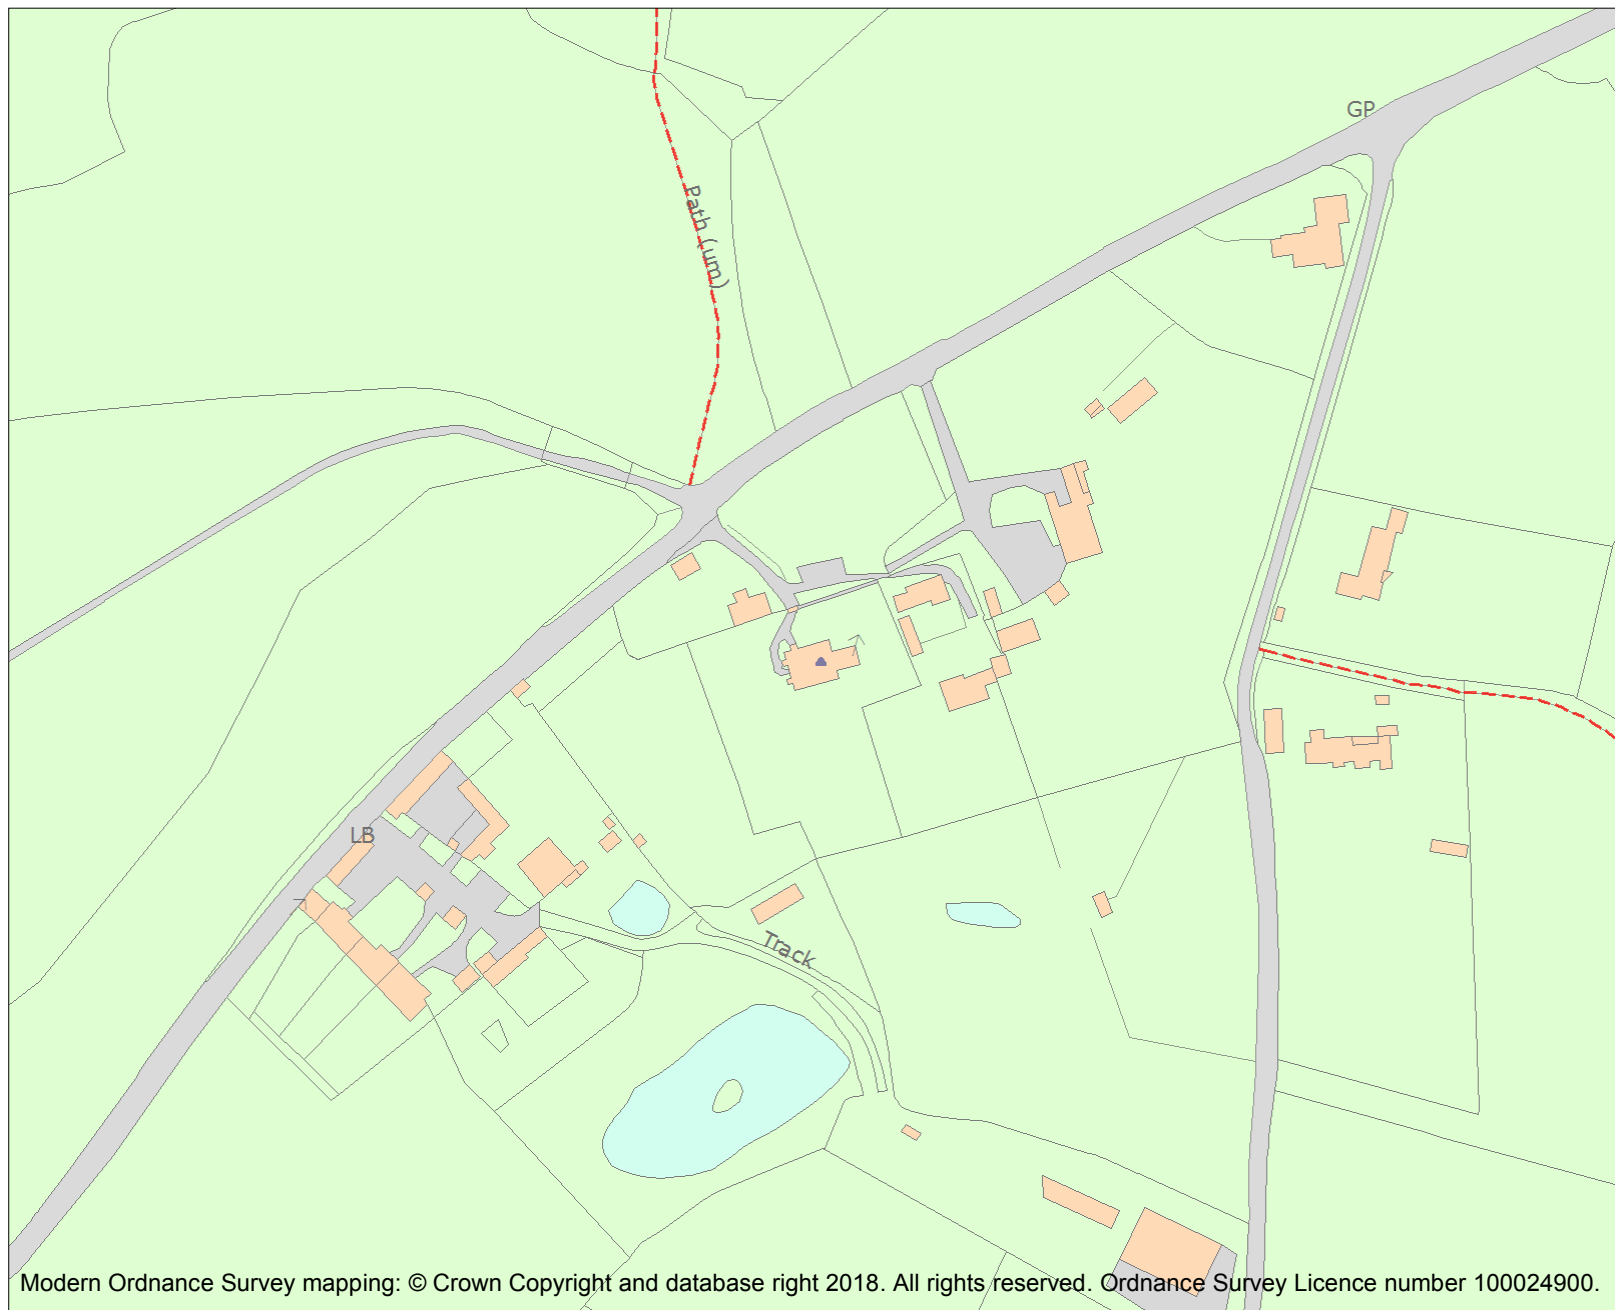 GP
Path (um)
LB
Track
Modern Ordnance Survey mapping: © Crown Copyright and database right 2018. All rights reserved. Ordnance Survey Licence number 100024900.